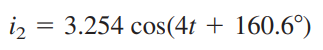 i₂ = 3.254 cos(4t + 160.6°)